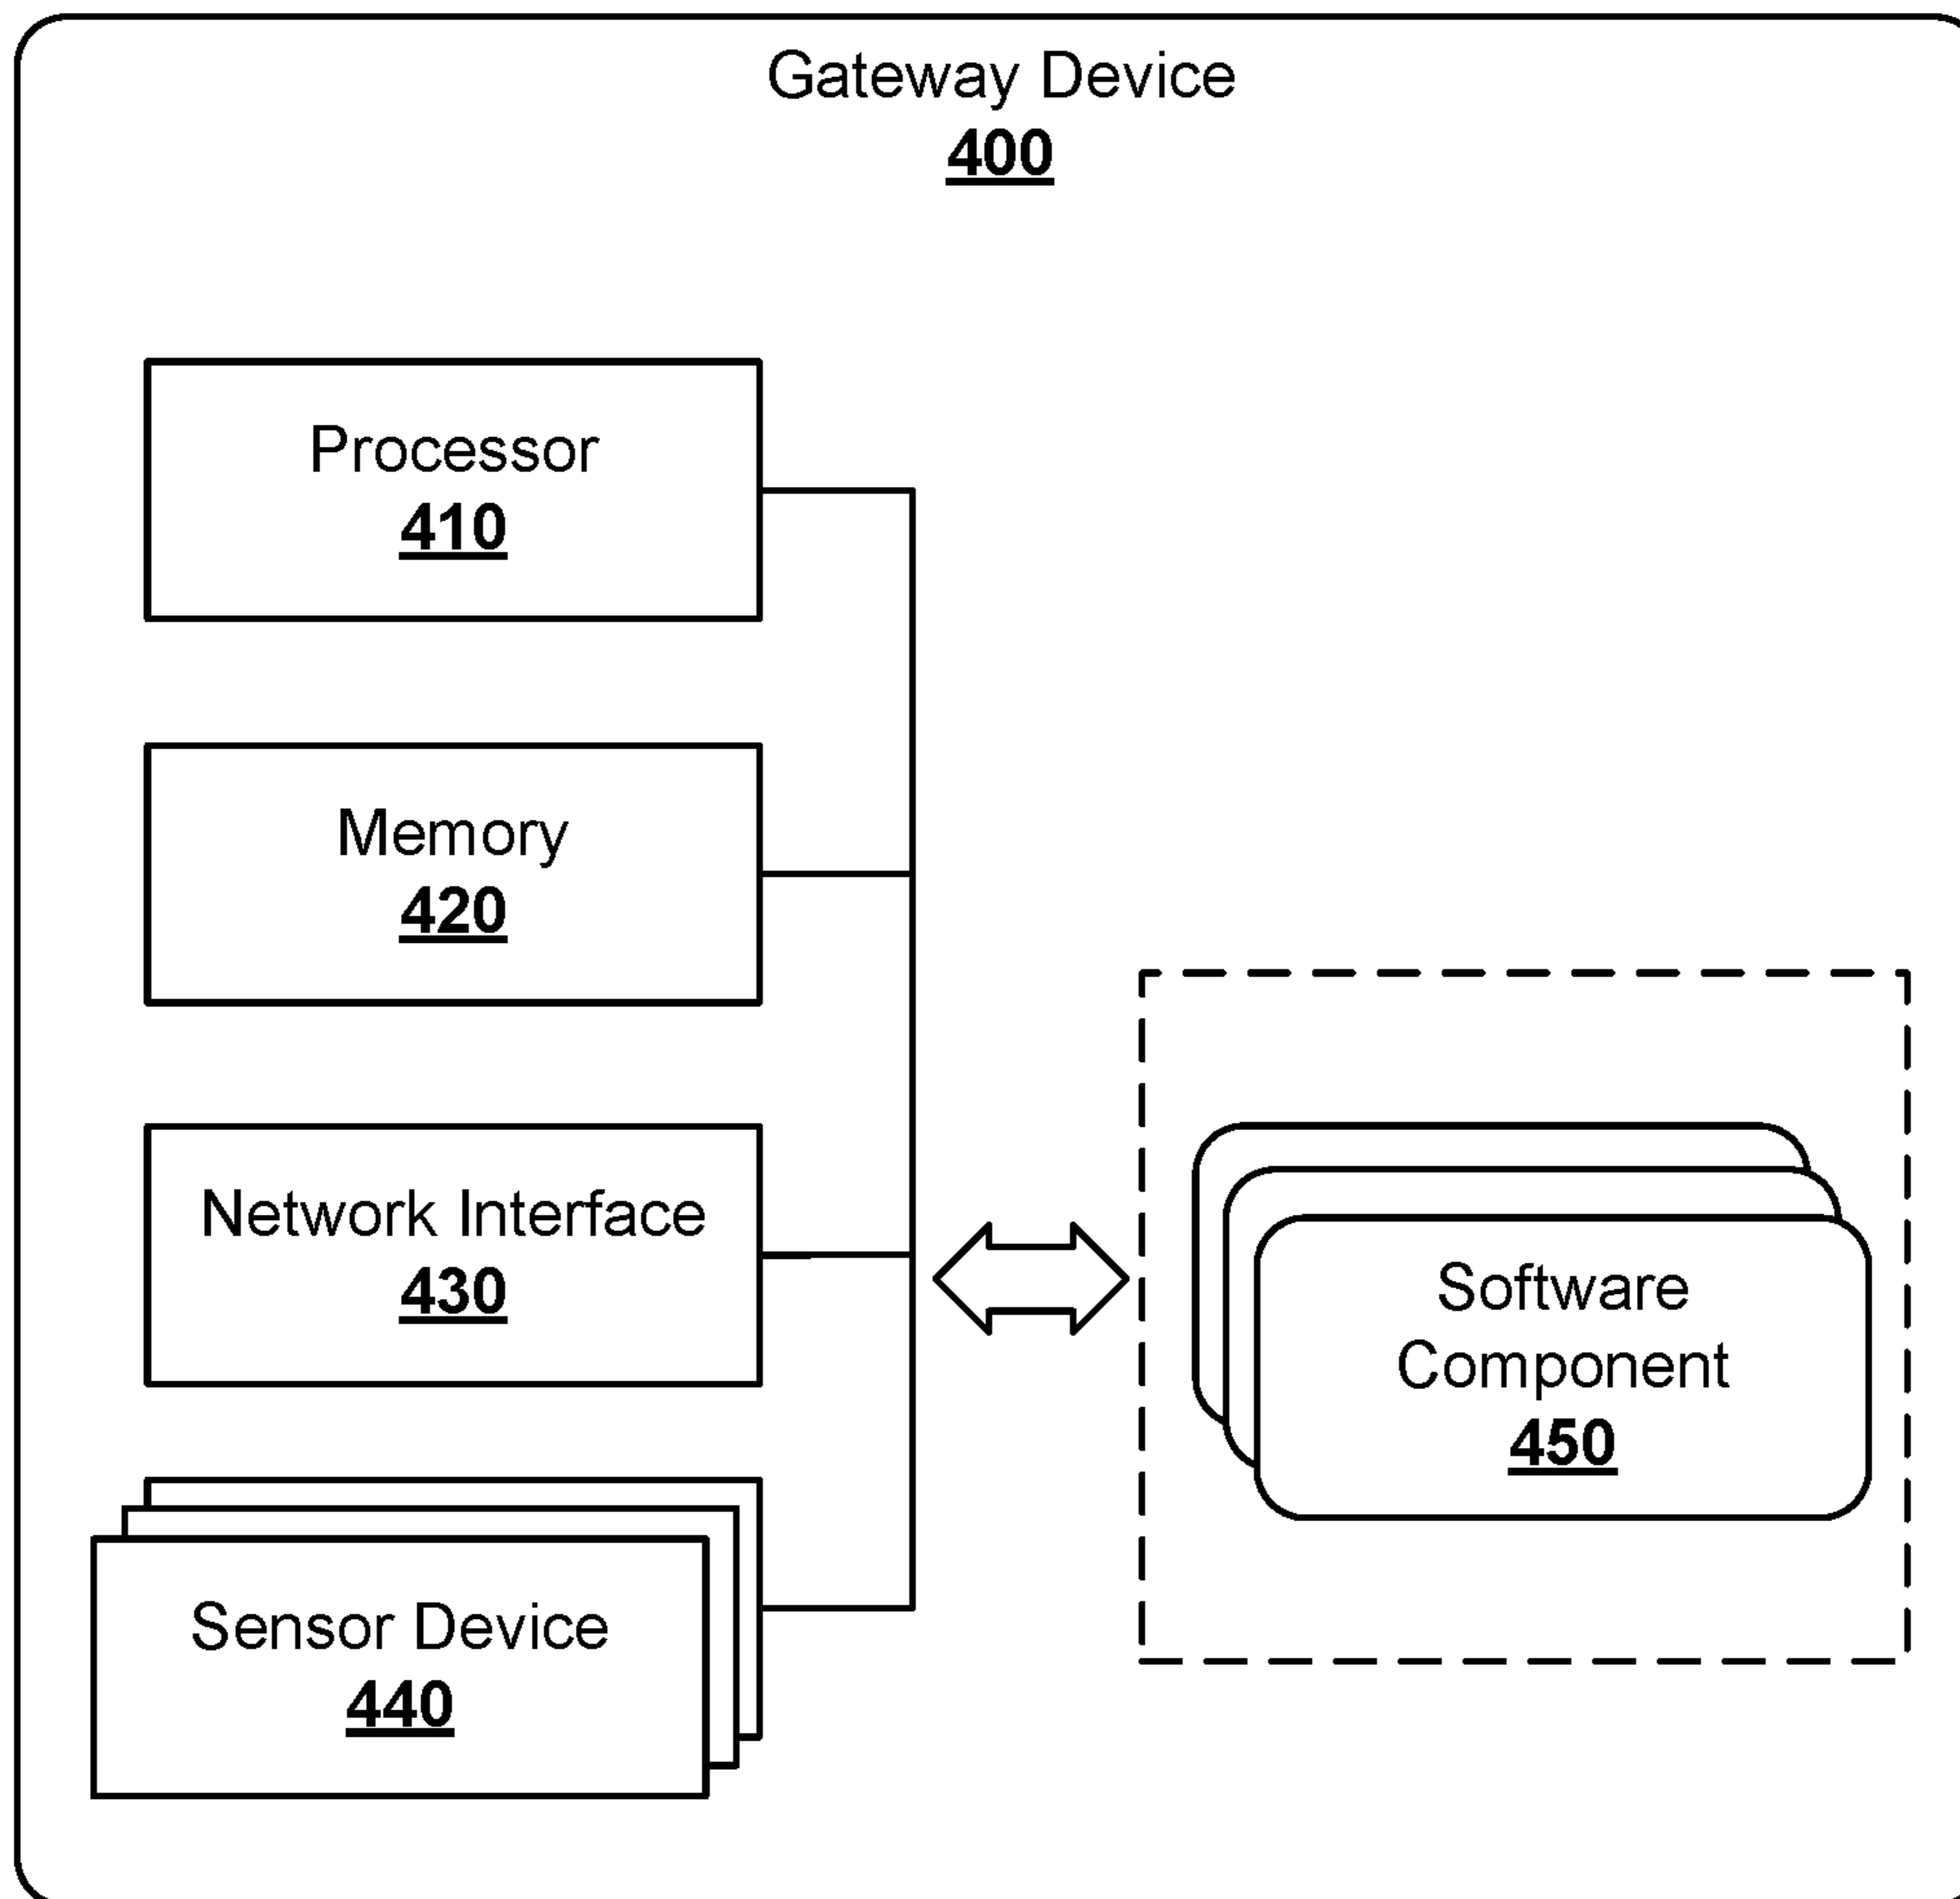 Gateway Device
400
Processor
410
Memory
420
Network Interface
430
Sensor Device
440
Software
Component
450